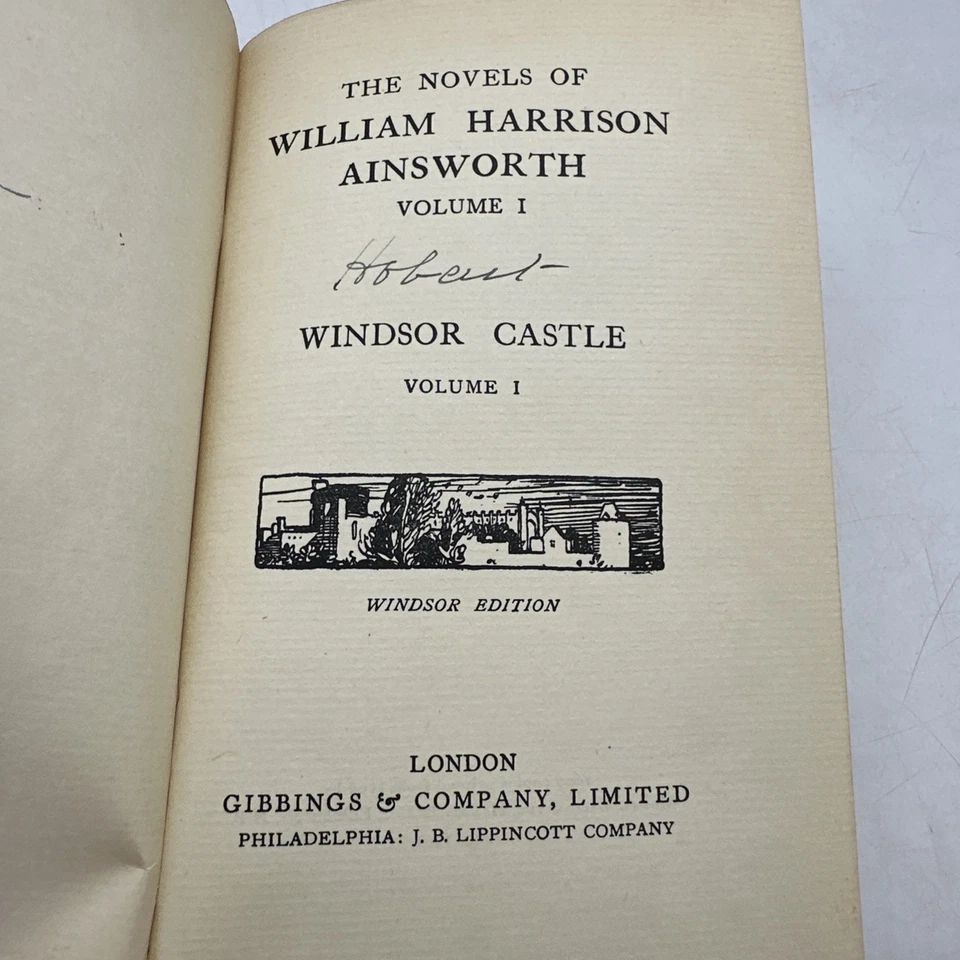 THE NOVELS OF
WILLIAM HARRISON
AINSWORTH
VOLUME I
Hobart
WINDSOR CASTLE
VOLUME I
WINDSOR EDITION
LONDON
GIBBINGS & COMPANY, LIMITED
PHILADELPHIA: J. B. LIPPINCOTT COMPANY